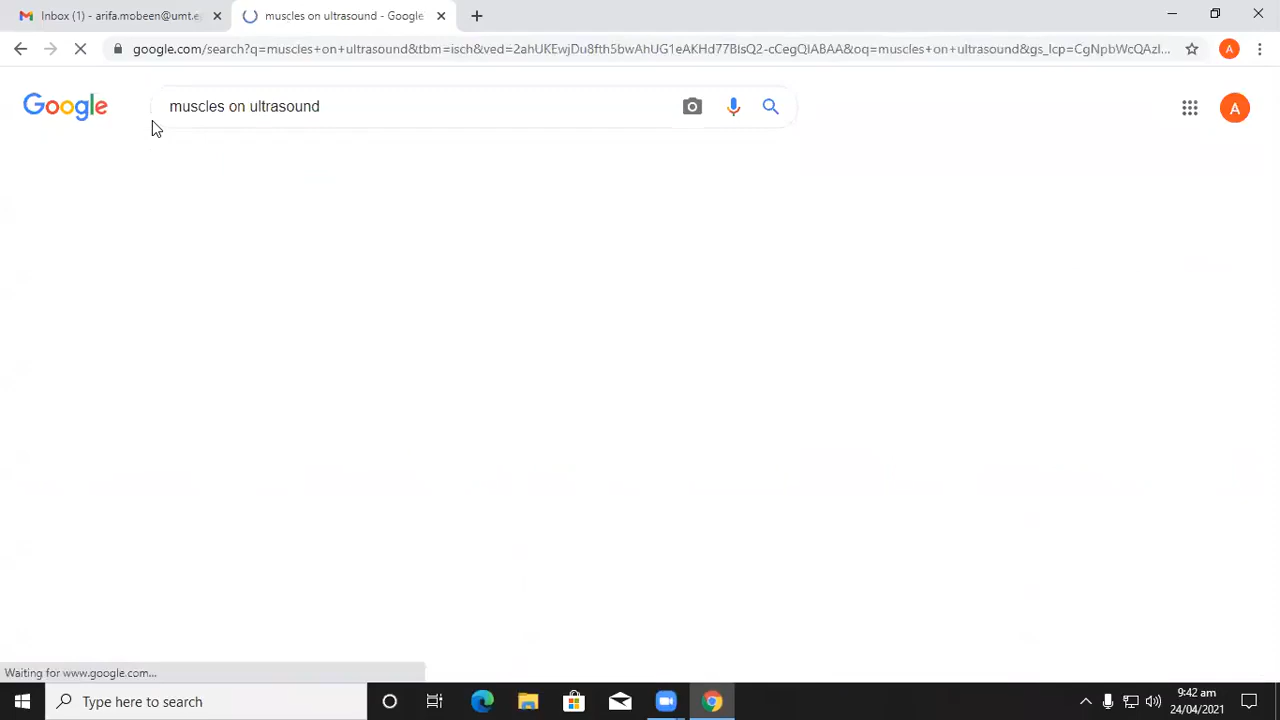 Inbox (1) - arifa.mobeen@umt.e
muscles on ultrasound - Google
google.com/search?q=muscles+on+ultrasound&tbm=isch&ved=2ahUKEwjDu8fth5bwAhUG1eAKHd77BIsQ2-cCegQIABAA&oq=muscles+on+ultrasound&gs_lcp=CgNpbWcQAzI...
A
Google
muscles on ultrasound
A
Waiting for www.google.com...
Type here to search
9:42 am
24/04/2021